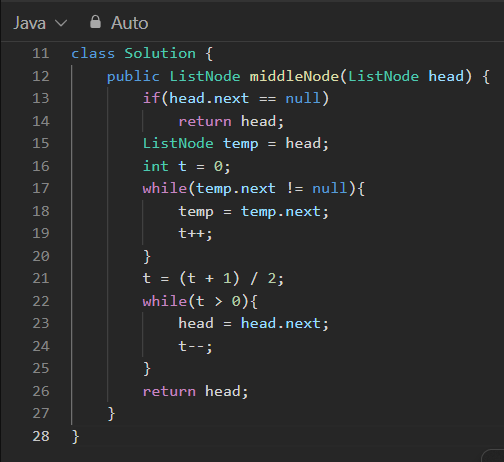 Java Auto
11 class Solution {
12 public ListNode middleNode(ListNode head) {
13 if(head.next == null)
14 return head;
15 ListNode temp = head;
16 int t = 0;
17 while(temp.next != null){
18 temp = temp.next;
19 t++;
20 }
21 t = (t + 1) / 2;
22 while(t > 0){
23 head = head.next;
24 t--;
25 }
26 return head;
27 }
28 }